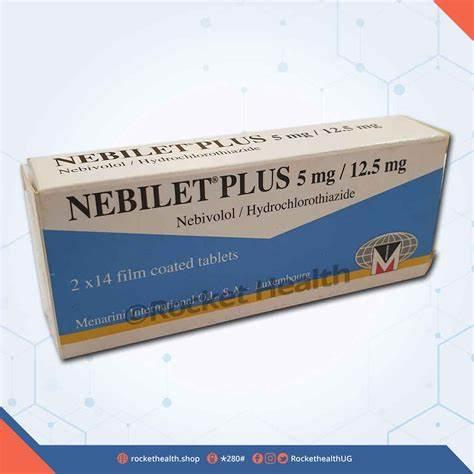 NEBILET PLUS 5 mg / 12.5 mg
Nebivolol / Hydrochlorothiazide
NEBILET® PLUS 5 mg / 12.5 mg
Nebivolol / Hydrochlorothiazide
2 x 14 film coated tablets
Menarini International O.L. S.A. Luxembourg
©Rocket Health
M
rockethealth.shop *280# RockethealthUG